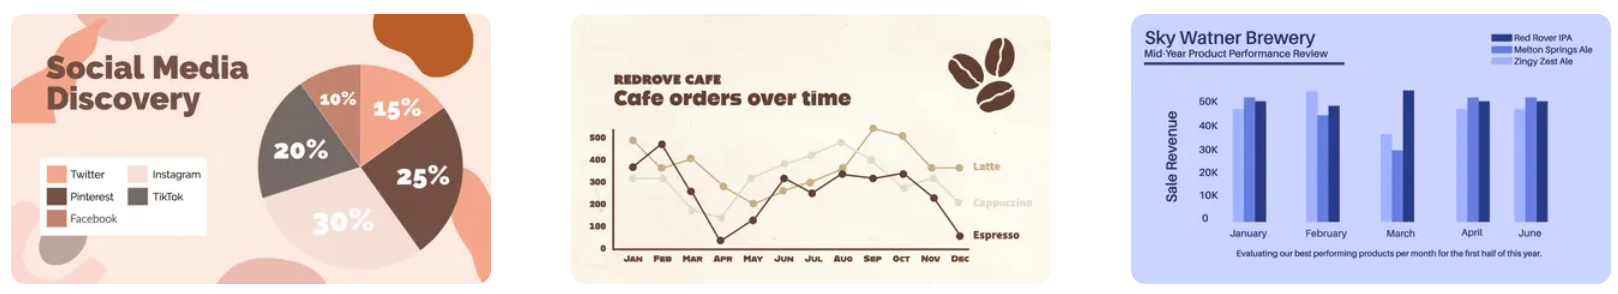 Social Media
Discovery
10%
15%
20%
25%
30%
Twitter
Instagram
Pinterest
TikTok
Facebook
REDROVE CAFE
Cafe orders over time
500
400
300
200
100
0
JAN FEB MAR APR MAY JUN JUL AUG SEP OCT NOV DEC
Latte
Cappuccino
Espresso
Sky Watner Brewery
Mid-Year Product Performance Review
Red Rover IPA
Melton Springs Ale
Zingy Zest Ale
Sale Revenue
50K
40K
30K
20K
10K
0
January February March April June
Evaluating our best performing products per month for the first half of this year.